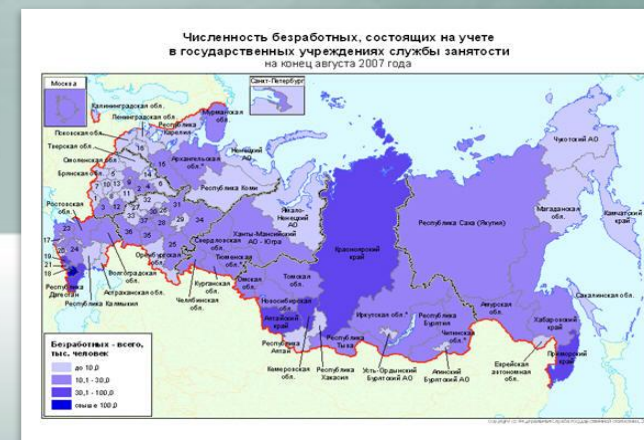 Численность безработных, состоящих на учете
в государственных учреждениях службы занятости
на конец августа 2007 года
Москва
Санкт-Петербург
Калининградская обл.
Мурманская
обл.
Ленинградская обл.
Республика
Карелия
Псковская обл.
Тверская обл.
Смоленская обл.
Брянская обл.
Архангельская
обл.
Ненецкий
АО
Республика Коми
Ямало-
Ненецкий
АО
Чукотский АО
Магаданская
обл.
Камчатский
край
Республика Саха (Якутия)
Красноярский
край
Ростовская
обл.
Ханты-Мансийский
АО - Югра
Свердловская
обл.
Тюменская
обл.
Оренбургская
обл.
Волгоградская
обл.
Астраханская обл.
Республика Калмыкия
Республика
Дагестан
Челябинская
обл.
Курганская
обл.
Омская
обл.
Томская
обл.
Новосибирская
обл.
Алтайский
край
Республика
Алтай
Кемеровская
обл.
Республика
Хакасия
Республика
Тыва
Иркутская обл.
Усть-Ордынский
Бурятский АО
Республика
Бурятия
Читинская
обл.
Агинский
Бурятский АО
Амурская
обл.
Еврейская
автономная
обл.
Хабаровский
край
Приморский
край
Сахалинская обл.
Безработных - всего,
тыс. человек
до 10,0
10,1 - 30,0
30,1 - 100,0
свыше 100,0